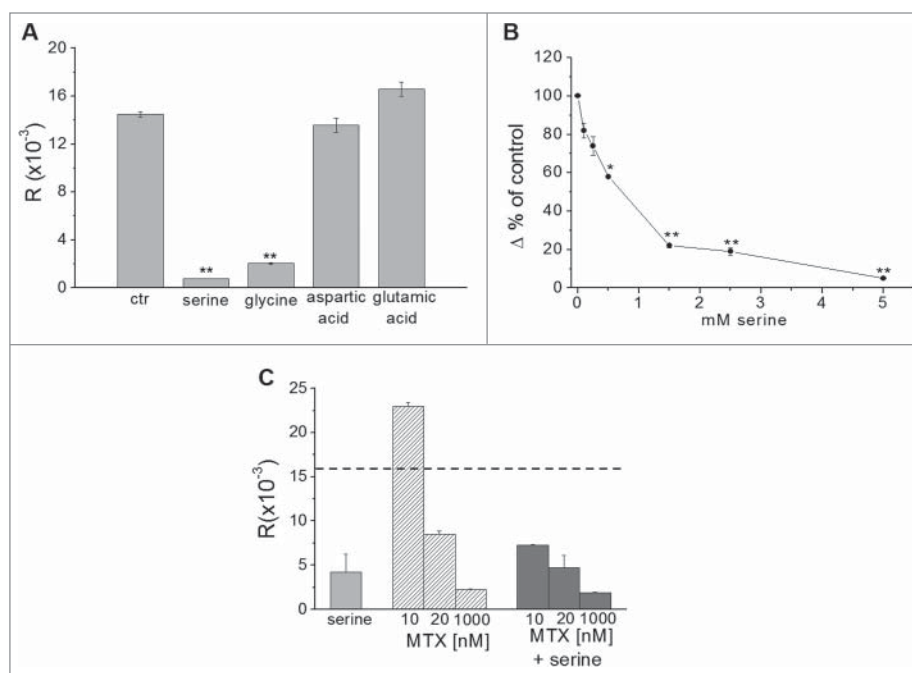 A
20
16
12
8
4
0
R (x10⁻³)
** **
ctr serine glycine aspartic acid glutamic acid
B
120
100
80
60
40
20
0
Δ % of control
*
** ** **
0 1 2 3 4 5
mM serine
C
25
20
15
10
5
0
R(x10⁻³)
serine 10 20 1000 10 20 1000
MTX [nM] MTX [nM]
+ serine